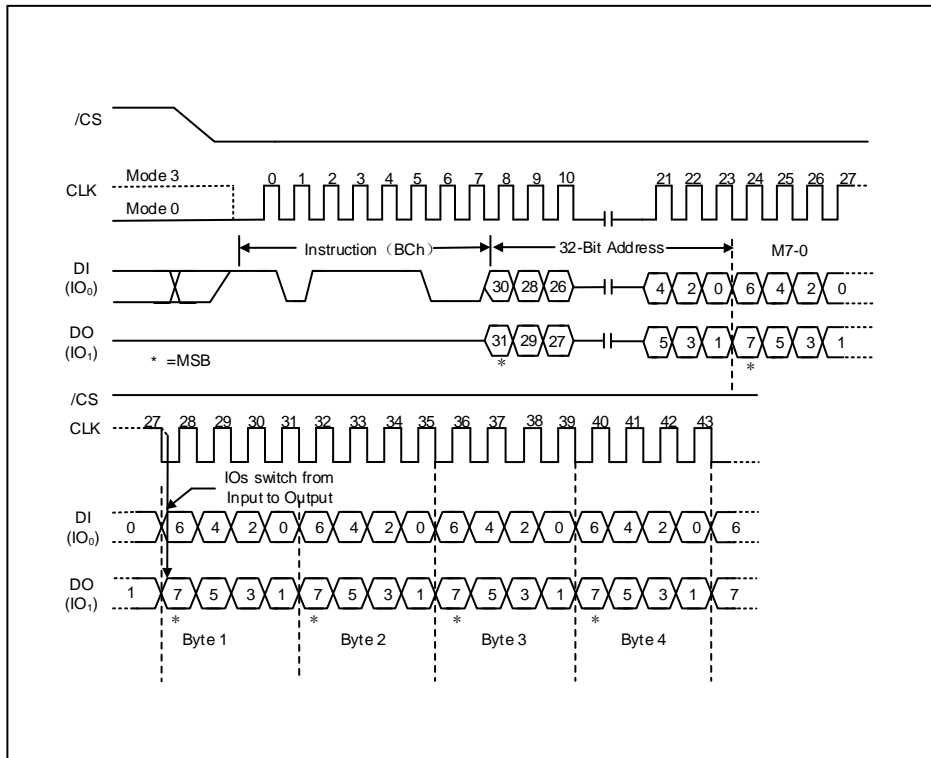 /CS
Mode 3
CLK
Mode 0
0 1 2 3 4 5 6 7 8 9 10 21 22 23 24 25 26 27
Instruction（BCh） 32-Bit Address M7-0
DI
(IO0)
30 28 26 4 2 0 6 4 2 0
DO
(IO1)
31 29 27 5 3 1 7 5 3 1
* =MSB * *
/CS
CLK
27 28 29 30 31 32 33 34 35 36 37 38 39 40 41 42 43
IOs switch from
Input to Output
DI
(IO0)
0 6 4 2 0 6 4 2 0 6 4 2 0 6 4 2 0 6
DO
(IO1)
1 7 5 3 1 7 5 3 1 7 5 3 1 7 5 3 1 7
* * * *
Byte 1 Byte 2 Byte 3 Byte 4